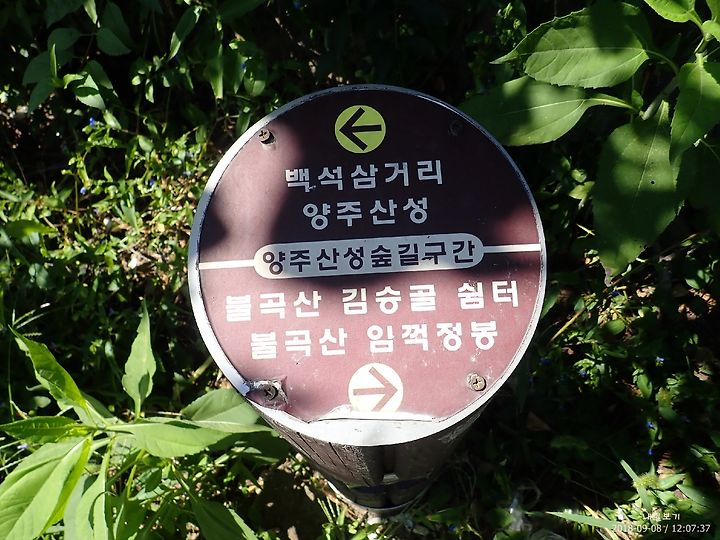 백석삼거리
양주산성
양주산성숲길구간
불곡산 김승골 쉼터
불곡산 임꺽정봉
2018-09-08 / 12:07:37